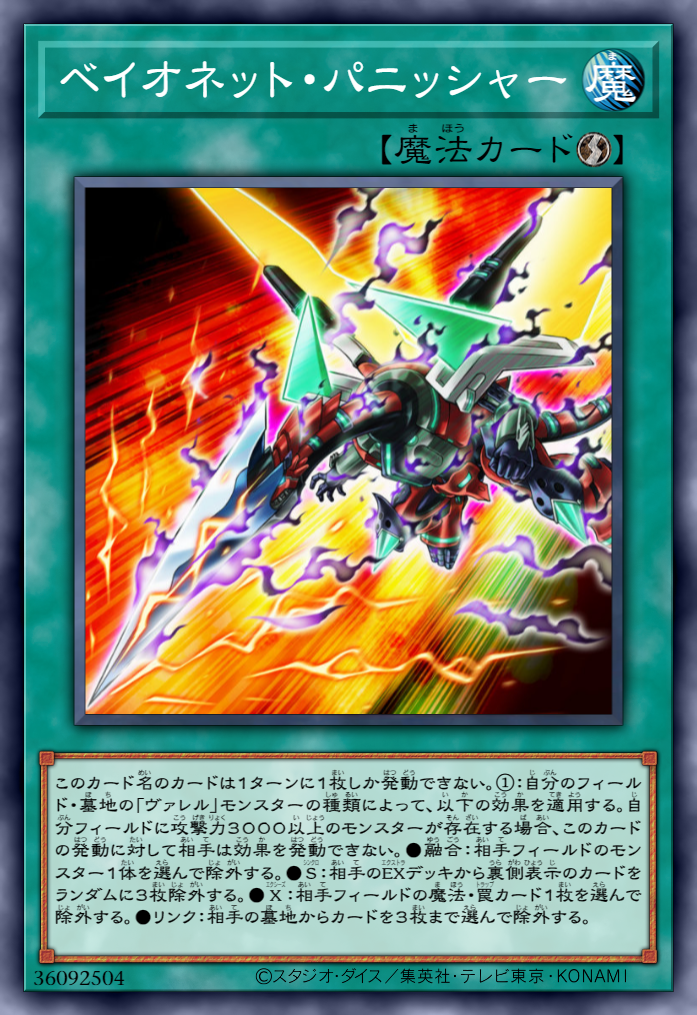 ベイオネット・パニッシャー 魔
【魔法カード】
このカード名のカードは1ターンに1枚しか発動できない。①:自分のフィール
ド・墓地の「ヴァレル」モンスターの種類によって、以下の効果を適用する。自
分フィールドに攻撃力3000以上のモンスターが存在する場合、このカード
の発動に対して相手は効果を発動できない。●融合:相手フィールドのモン
スター1体を選んで除外する。●S:相手のEXデッキから裏側表示のカードを
ランダムに3枚除外する。●X:相手フィールドの魔法・罠カード1枚を選んで
除外する。●リンク:相手の墓地からカードを3枚まで選んで除外する。
36092504 ©スタジオ・ダイス/集英社・テレビ東京・KONAMI